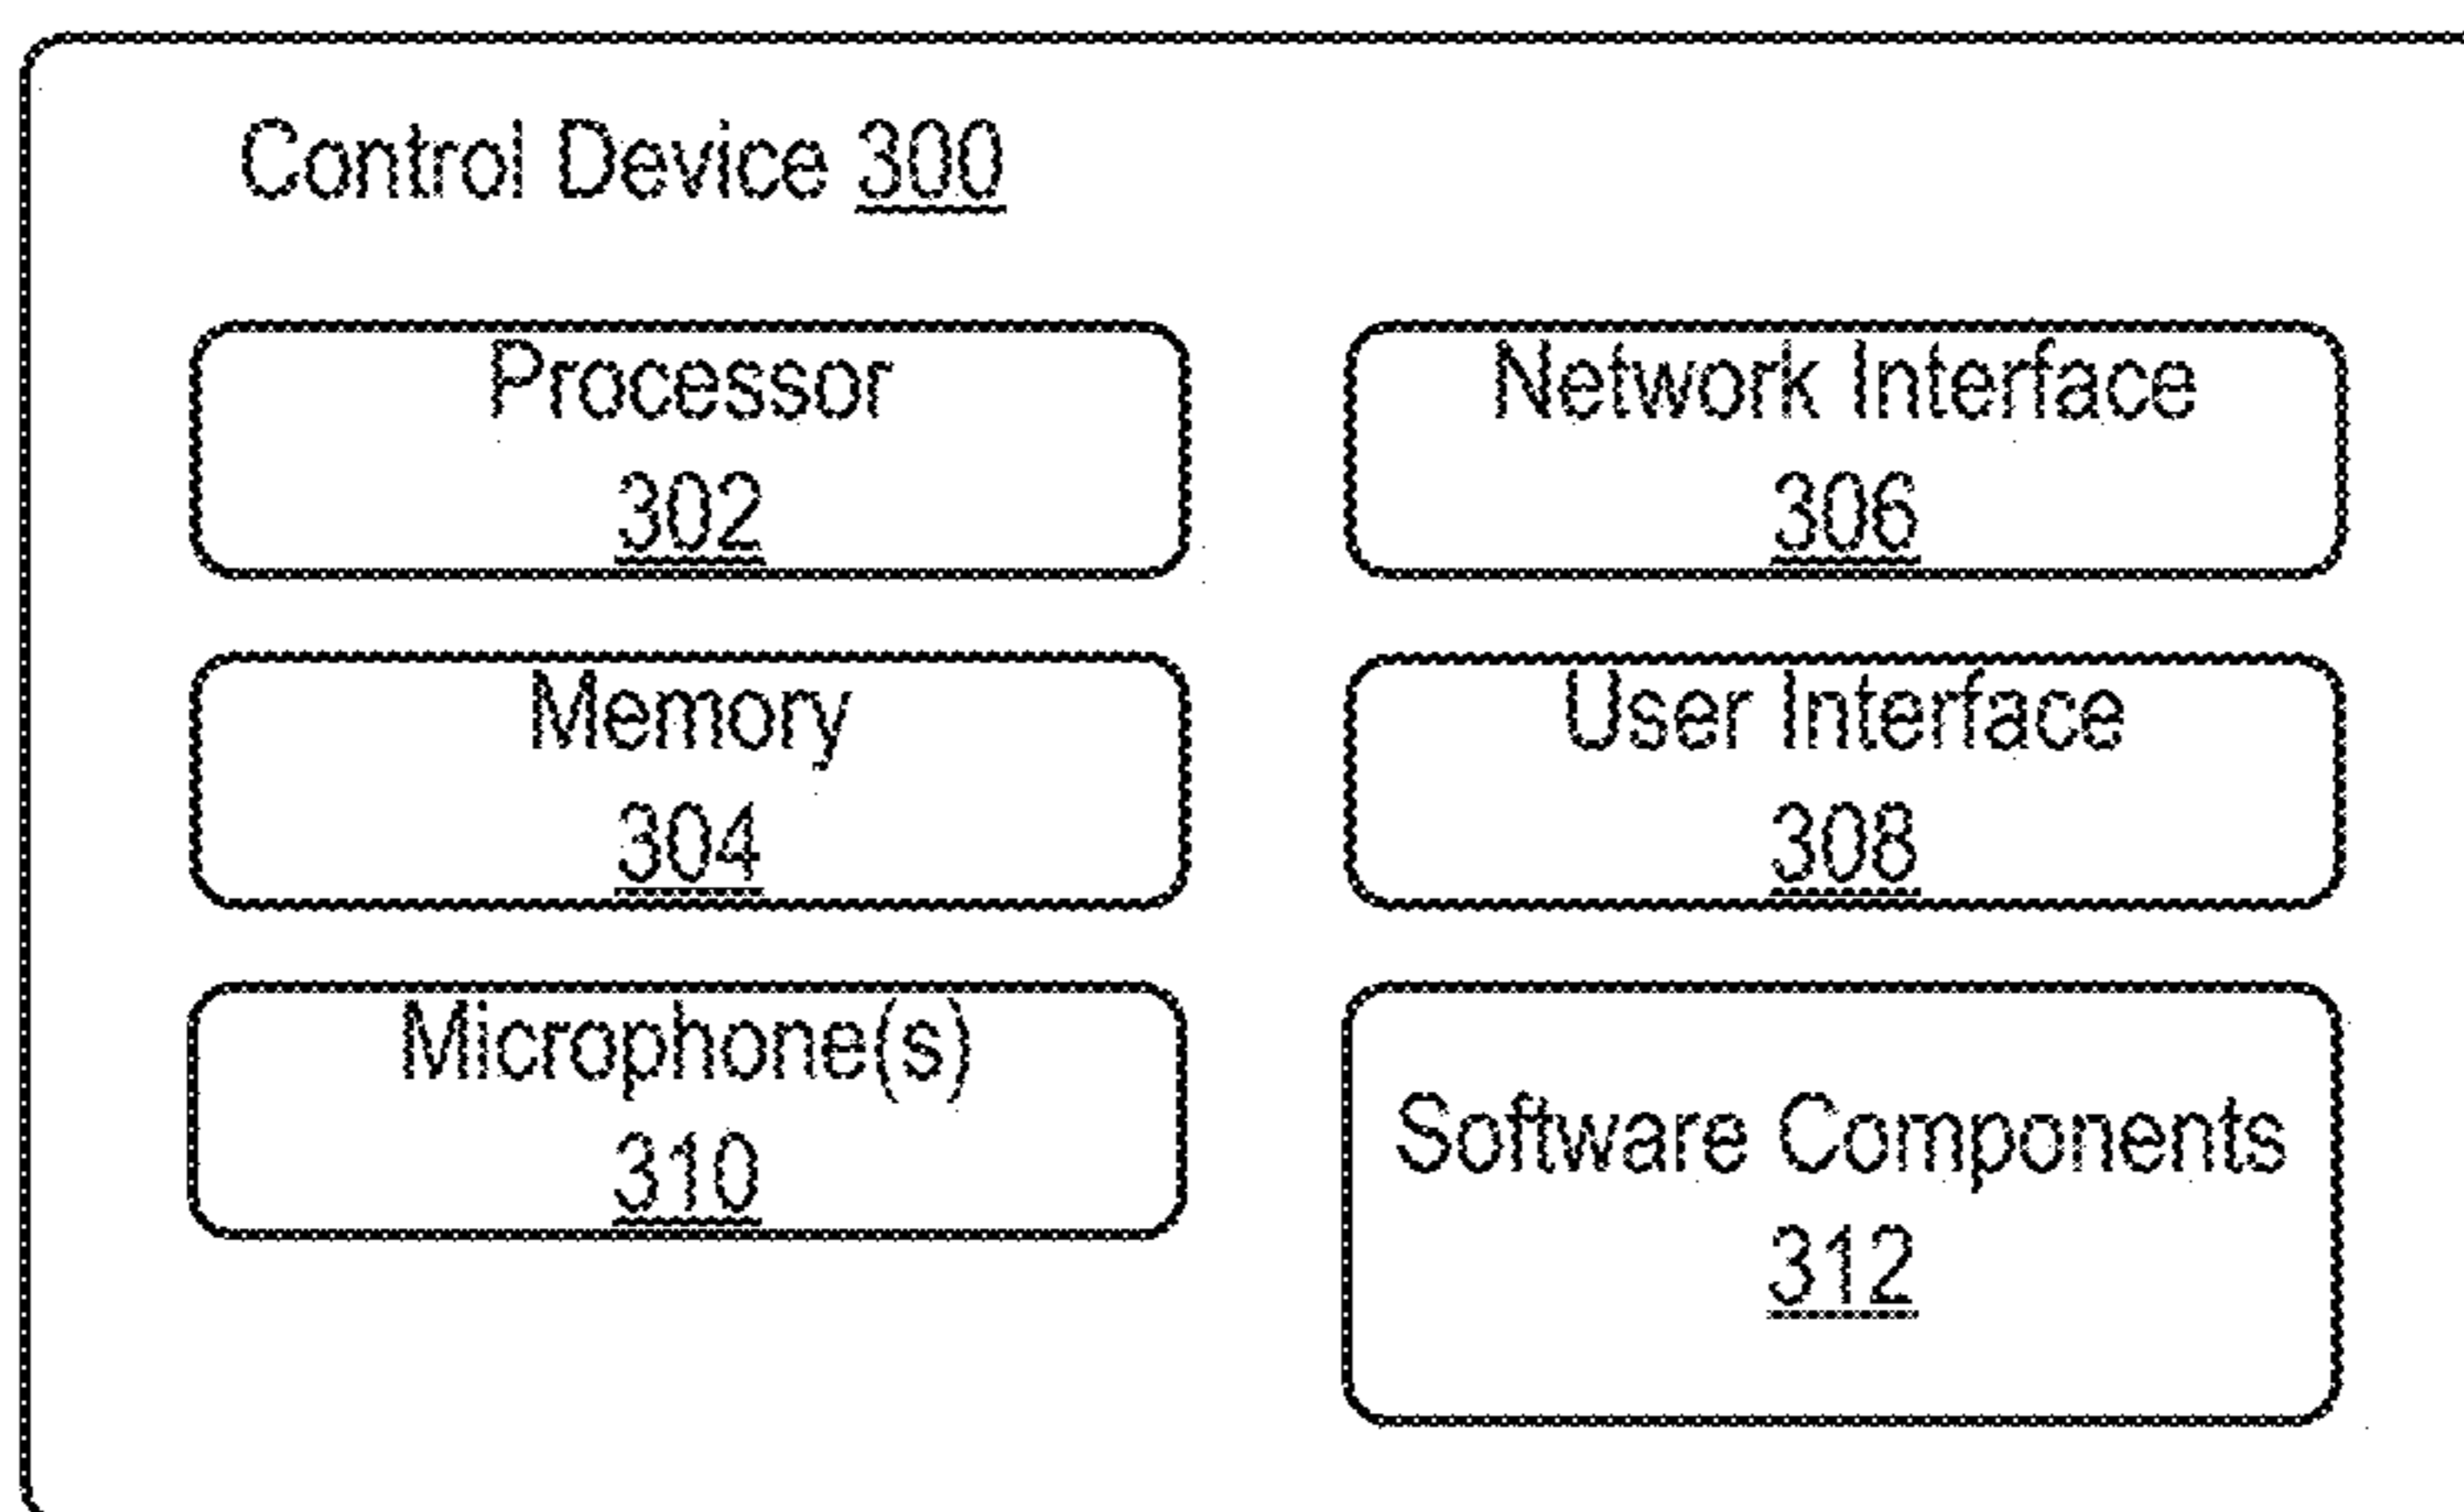 Control Device 300
Processor
302
Network Interface
306
Memory
304
User Interface
308
Microphone(s)
310
Software Components
312